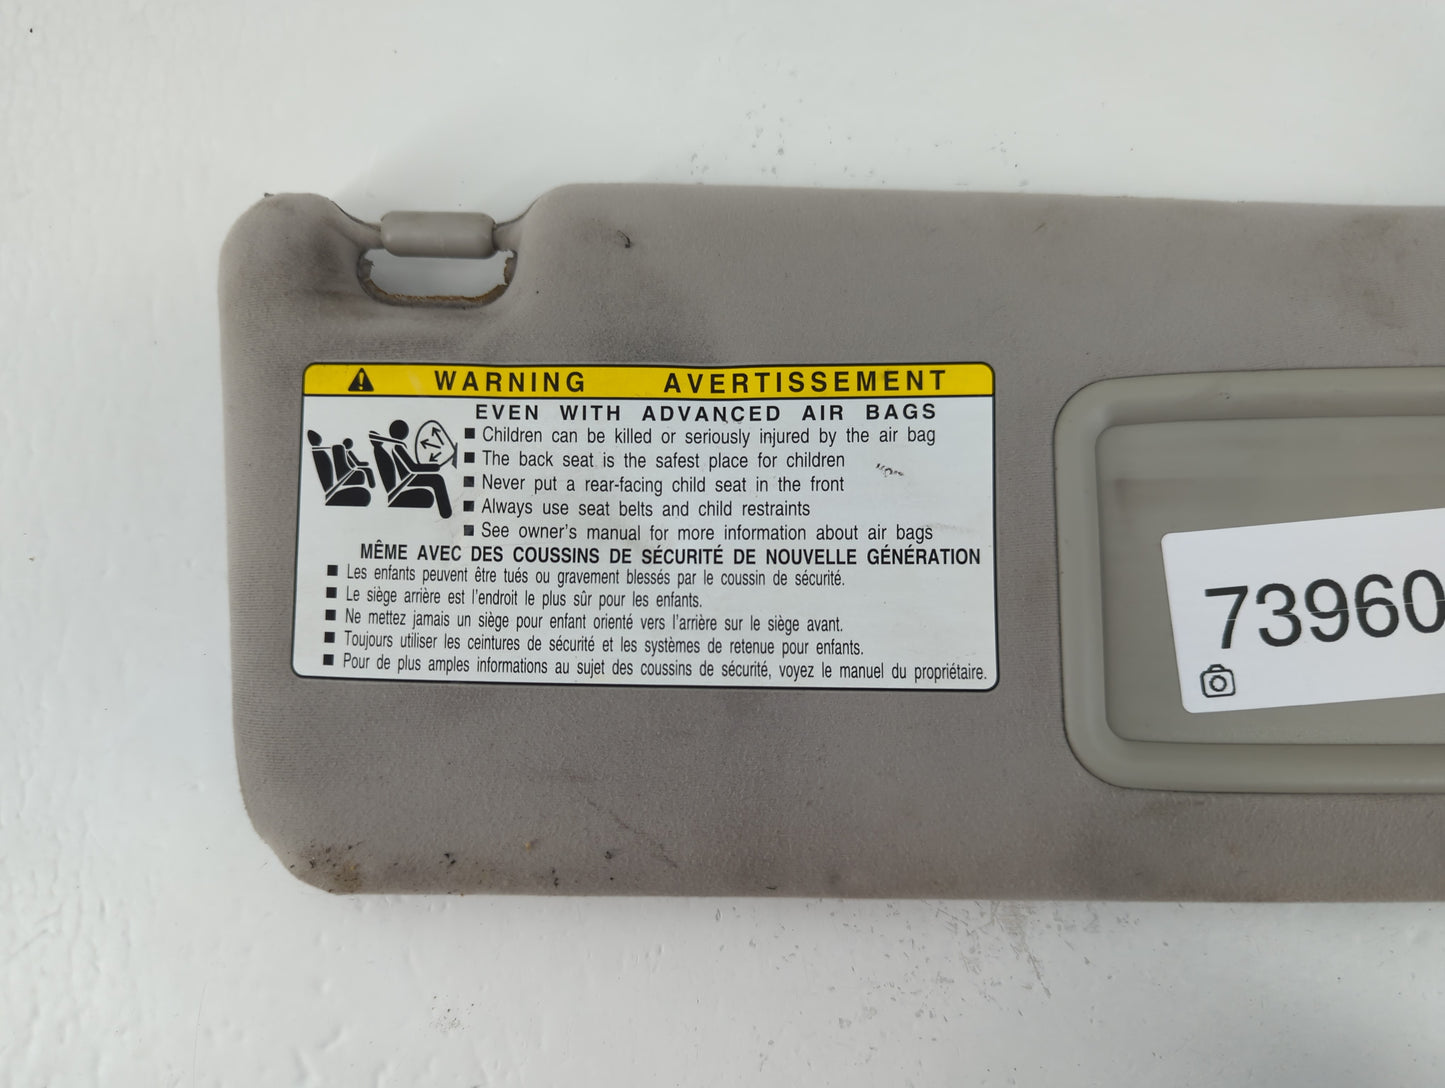 WARNING AVERTISSEMENT
EVEN WITH ADVANCED AIR BAGS
■ Children can be killed or seriously injured by the air bag
■ The back seat is the safest place for children
■ Never put a rear-facing child seat in the front
■ Always use seat belts and child restraints
■ See owner's manual for more information about air bags
MÊME AVEC DES COUSSINS DE SÉCURITÉ DE NOUVELLE GÉNÉRATION
■ Les enfants peuvent être tués ou gravement blessés par le coussin de sécurité.
■ Le siège arrière est l'endroit le plus sûr pour les enfants.
■ Ne mettez jamais un siège pour enfant orienté vers l'arrière sur le siège avant.
■ Toujours utiliser les ceintures de sécurité et les systèmes de retenue pour enfants.
■ Pour de plus amples informations au sujet des coussins de sécurité, voyez le manuel du propriétaire.
73960